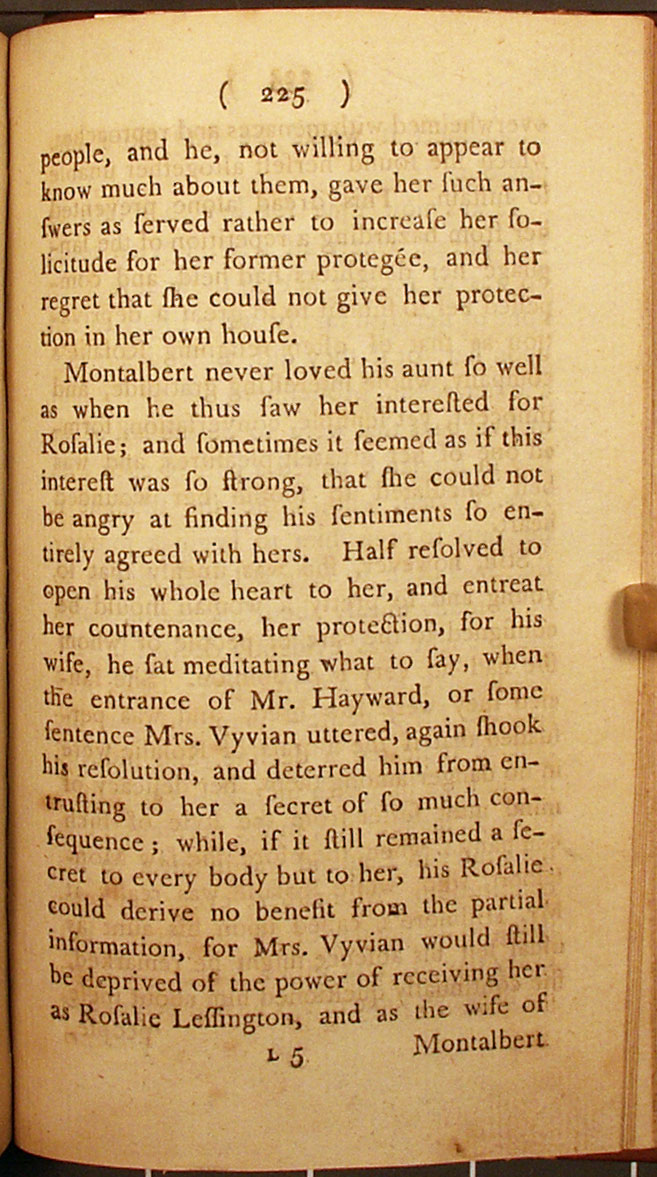 ( 225 )
people, and he, not willing to appear to
know much about them, gave her ſuch an-
ſwers as ſerved rather to increaſe her ſo-
licitude for her former protegée, and her
regret that ſhe could not give her protec-
tion in her own houſe.
Montalbert never loved his aunt ſo well
as when he thus ſaw her intereſted for
Roſalie; and ſometimes it ſeemed as if this
intereſt was ſo ſtrong, that ſhe could not
be angry at finding his ſentiments ſo en-
tirely agreed with hers. Half reſolved to
open his whole heart to her, and entreat
her countenance, her protection, for his
wife, he ſat meditating what to ſay, when
the entrance of Mr. Hayward, or ſome
ſentence Mrs. Vyvian uttered, again ſhook
his reſolution, and deterred him from en-
truſting to her a ſecret of ſo much con-
ſequence; while, if it ſtill remained a ſe-
cret to every body but to her, his Roſalie
could derive no benefit from the partial
information, for Mrs. Vyvian would ſtill
be deprived of the power of receiving her
as Roſalie Leſſington, and as the wife of
L 5 Montalbert